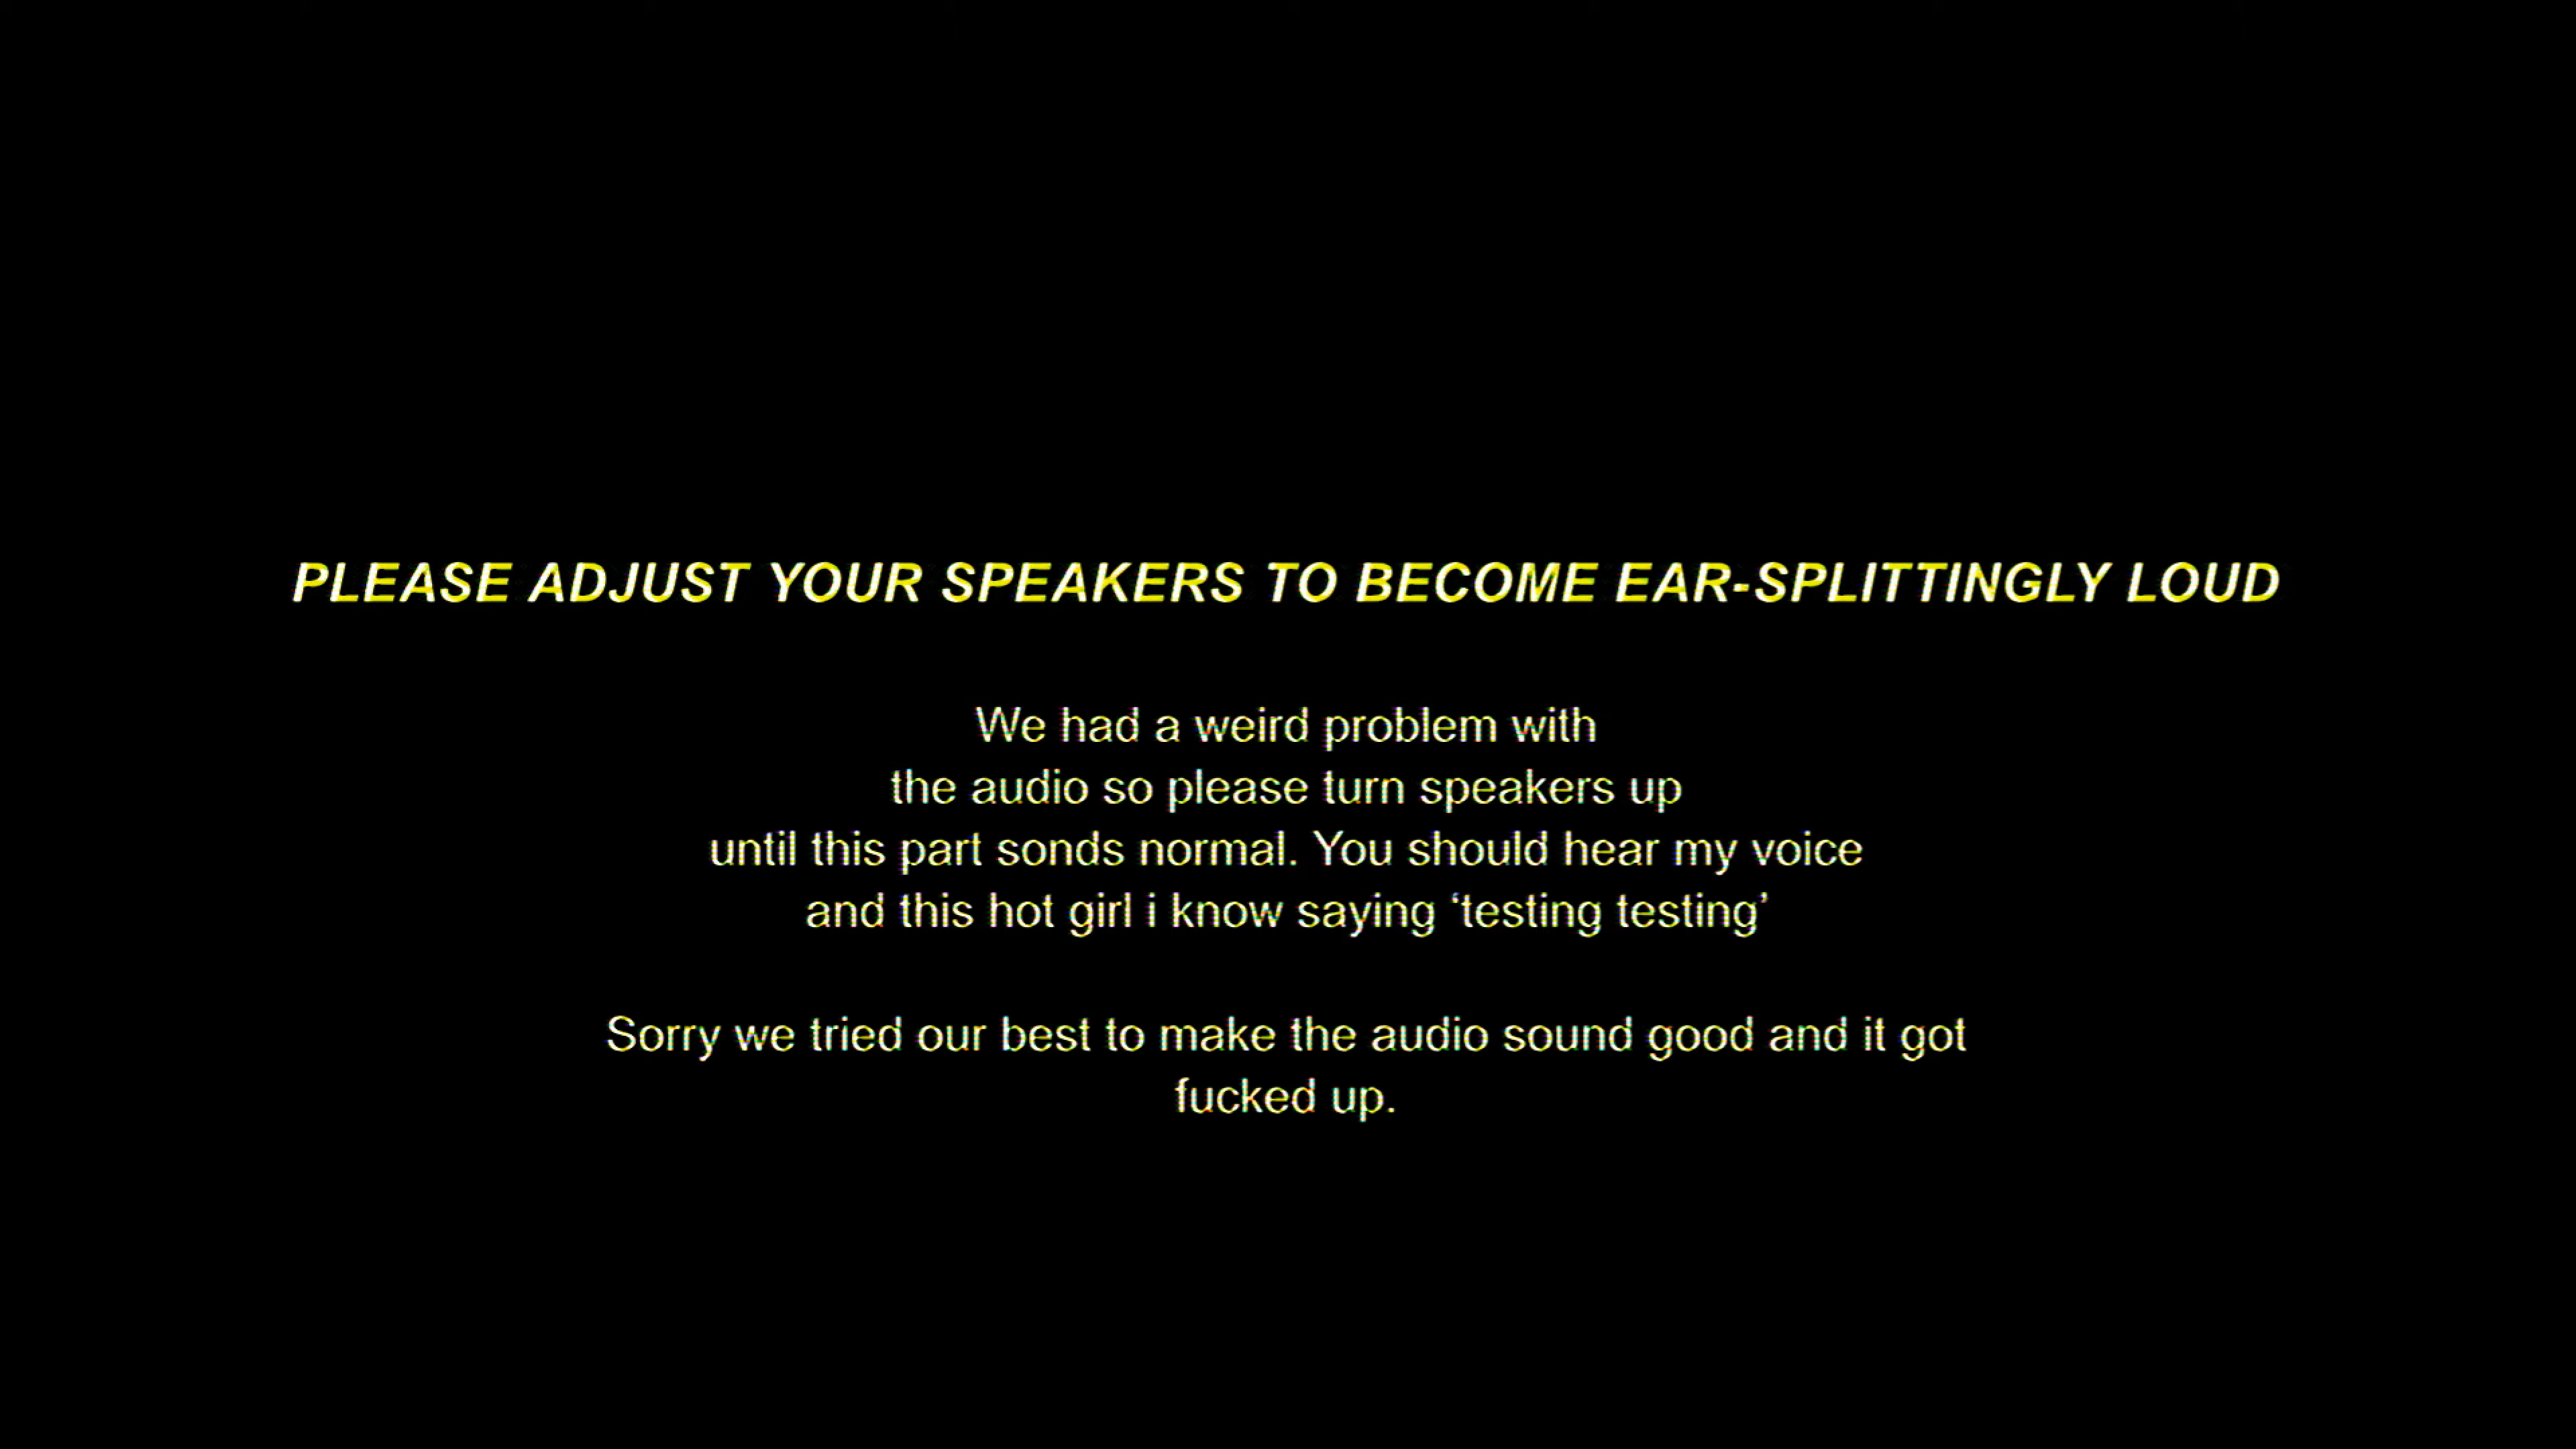 PLEASE ADJUST YOUR SPEAKERS TO BECOME EAR-SPLITTINGLY LOUD
We had a weird problem with
the audio so please turn speakers up
until this part sonds normal. You should hear my voice
and this hot girl i know saying ‘testing testing’
Sorry we tried our best to make the audio sound good and it got
fucked up.